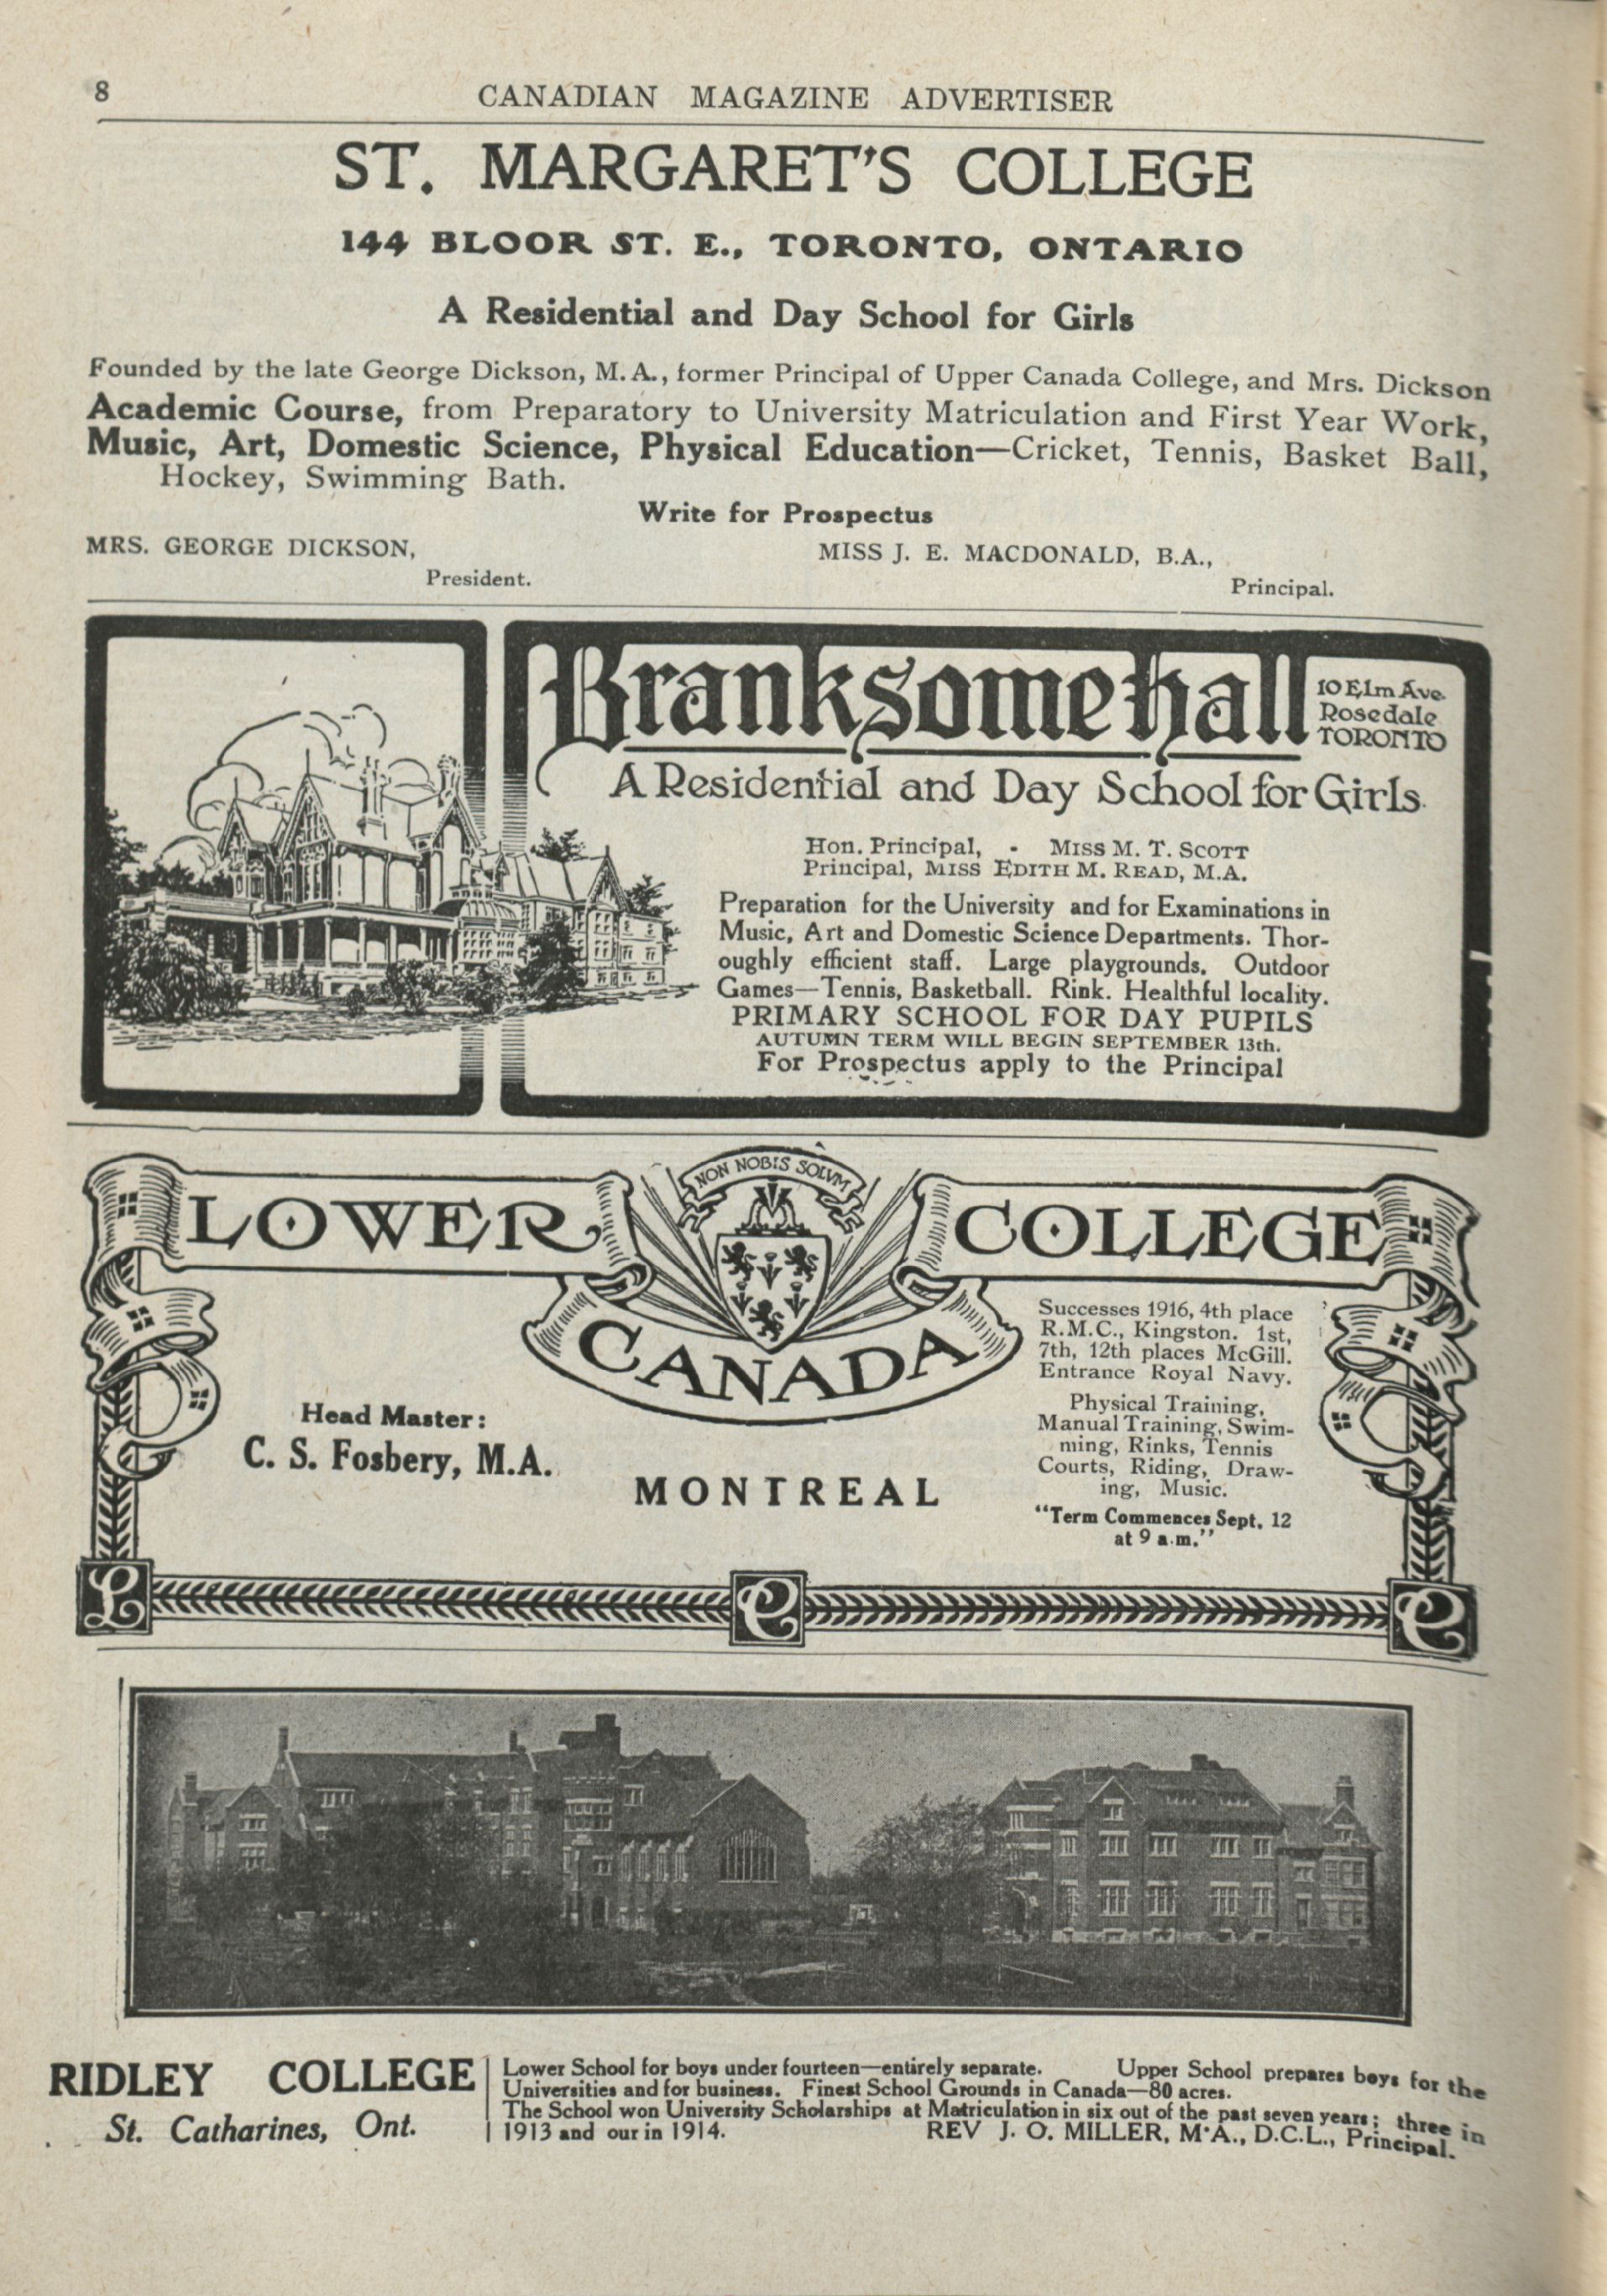 8
CANADIAN MAGAZINE ADVERTISER
ST. MARGARET'S COLLEGE
144 BLOOR ST. E., TORONTO, ONTARIO
A Residential and Day School for Girls
Founded by the late George Dickson, M.A., former Principal of Upper Canada College, and Mrs. Dickson
Academic Course, from Preparatory to University Matriculation and First Year Work,
Music, Art, Domestic Science, Physical Education—Cricket, Tennis, Basket Ball,
Hockey, Swimming Bath.
Write for Prospectus
MRS. GEORGE DICKSON,
President.
MISS J. E. MACDONALD, B.A.,
Principal.
Branksome Hall
10 Elm Ave.
Rosedale
TORONTO
A Residential and Day School for Girls.
Hon. Principal, - MISS M. T. SCOTT
Principal, MISS EDITH M. READ, M.A.
Preparation for the University and for Examinations in
Music, Art and Domestic Science Departments. Thor-
oughly efficient staff. Large playgrounds. Outdoor
Games—Tennis, Basketball. Rink. Healthful locality.
PRIMARY SCHOOL FOR DAY PUPILS
AUTUMN TERM WILL BEGIN SEPTEMBER 13th.
For Prospectus apply to the Principal
NON NOBIS SOLVM
LOWER
CANADA
COLLEGE
Head Master:
C. S. Fosbery, M.A.
MONTREAL
Successes 1916, 4th place
R.M.C., Kingston. 1st,
7th, 12th places McGill.
Entrance Royal Navy.
Physical Training,
Manual Training, Swim-
ming, Rinks, Tennis
Courts, Riding, Draw-
ing, Music.
"Term Commences Sept. 12
at 9 a.m."
L C C
RIDLEY COLLEGE
St. Catharines, Ont.
Lower School for boys under fourteen—entirely separate. Upper School prepares boys for the
Universities and for business. Finest School Grounds in Canada—80 acres.
The School won University Scholarships at Matriculation in six out of the past seven years; three in
1913 and our in 1914. REV J. O. MILLER, M.A., D.C.L., Principal.